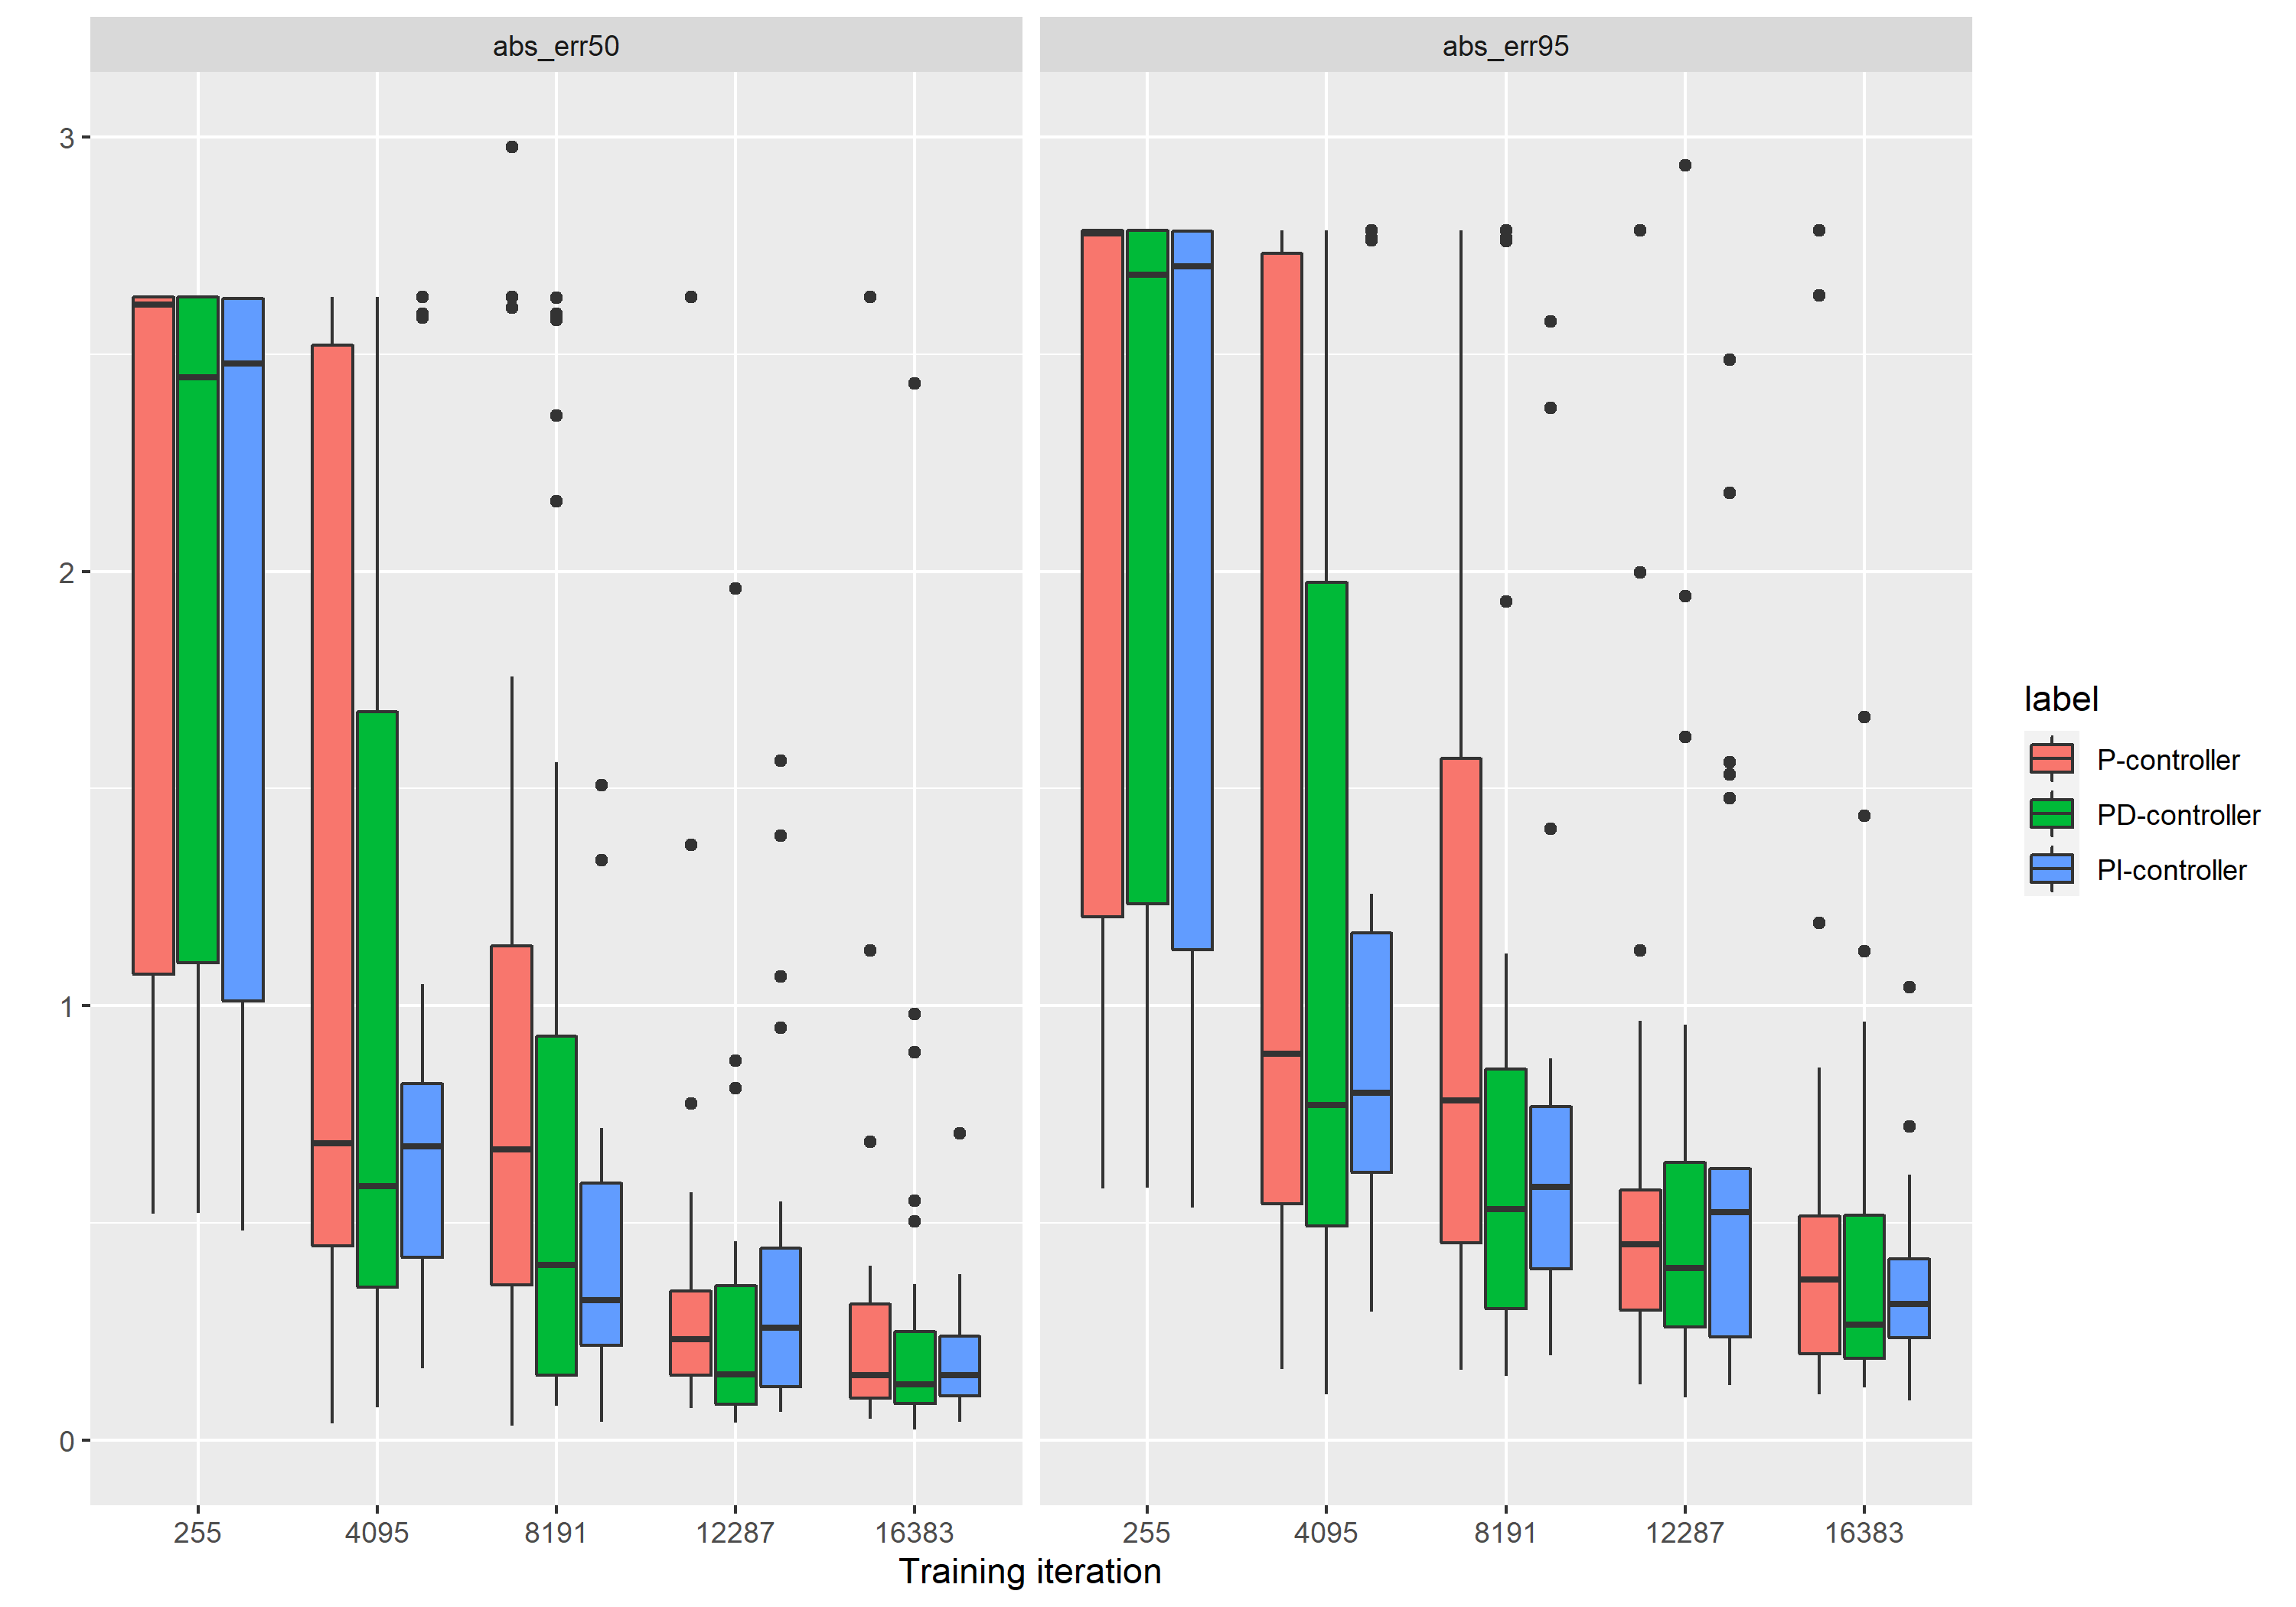 abs_err50
abs_err95
3
2
1
0
255 4095 8191 12287 16383
255 4095 8191 12287 16383
Training iteration
label
P-controller
PD-controller
PI-controller